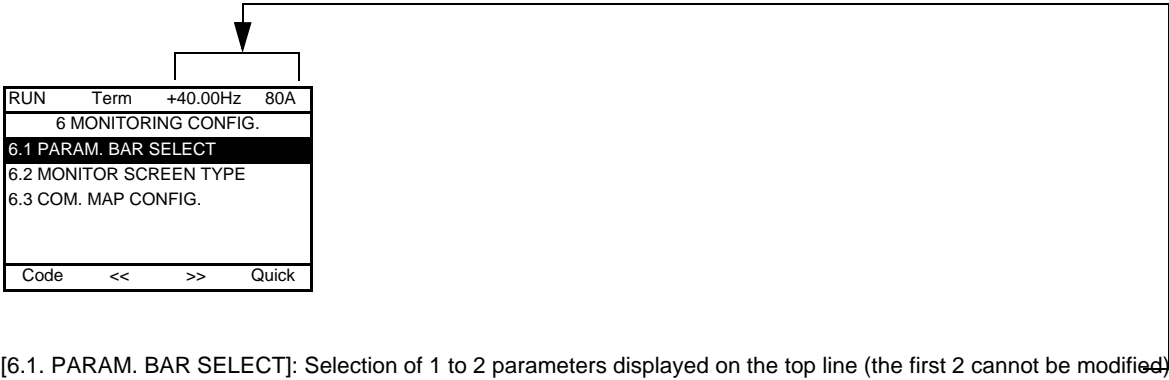 RUN Term +40.00Hz 80A
6 MONITORING CONFIG.
6.1 PARAM. BAR SELECT
6.2 MONITOR SCREEN TYPE
6.3 COM. MAP CONFIG.
Code << >> Quick
[6.1. PARAM. BAR SELECT]: Selection of 1 to 2 parameters displayed on the top line (the first 2 cannot be modified)